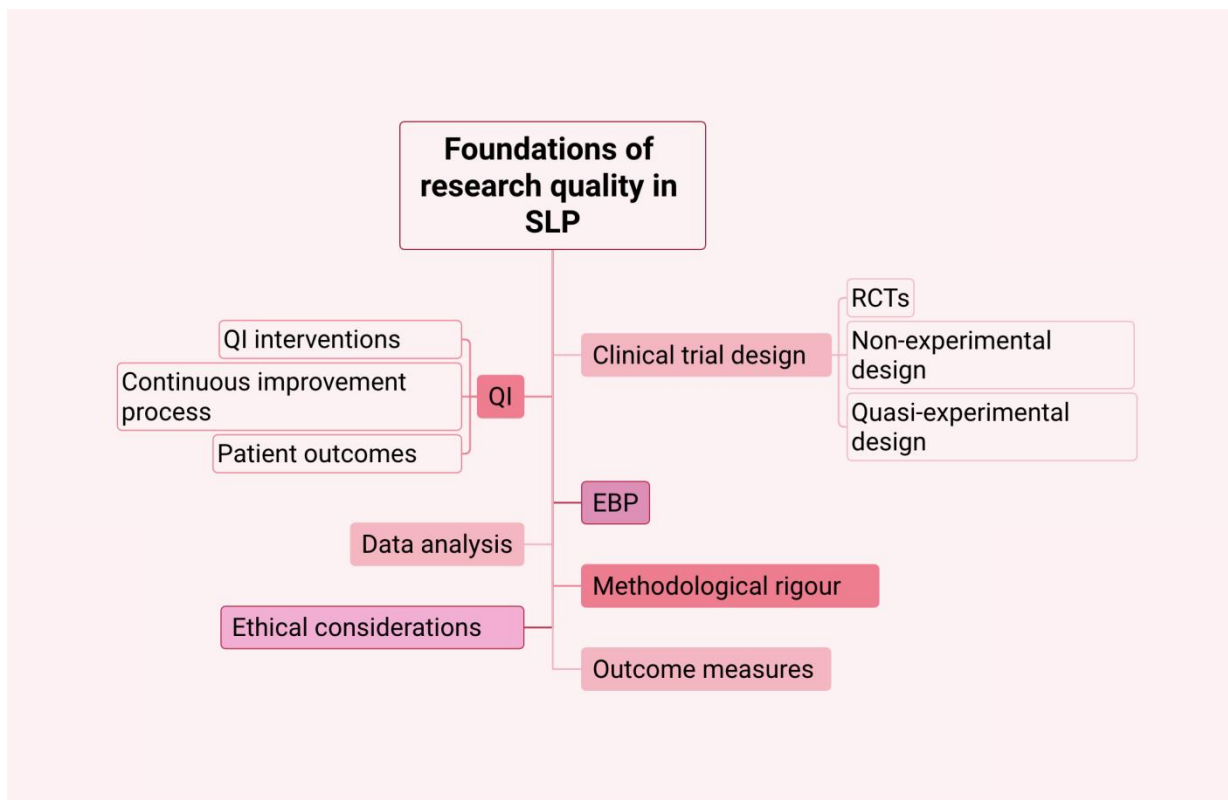 Foundations of
research quality in
SLP
QI interventions
Continuous improvement
process
Patient outcomes
QI
Data analysis
Ethical considerations
Clinical trial design
RCTs
Non-experimental
design
Quasi-experimental
design
EBP
Methodological rigour
Outcome measures